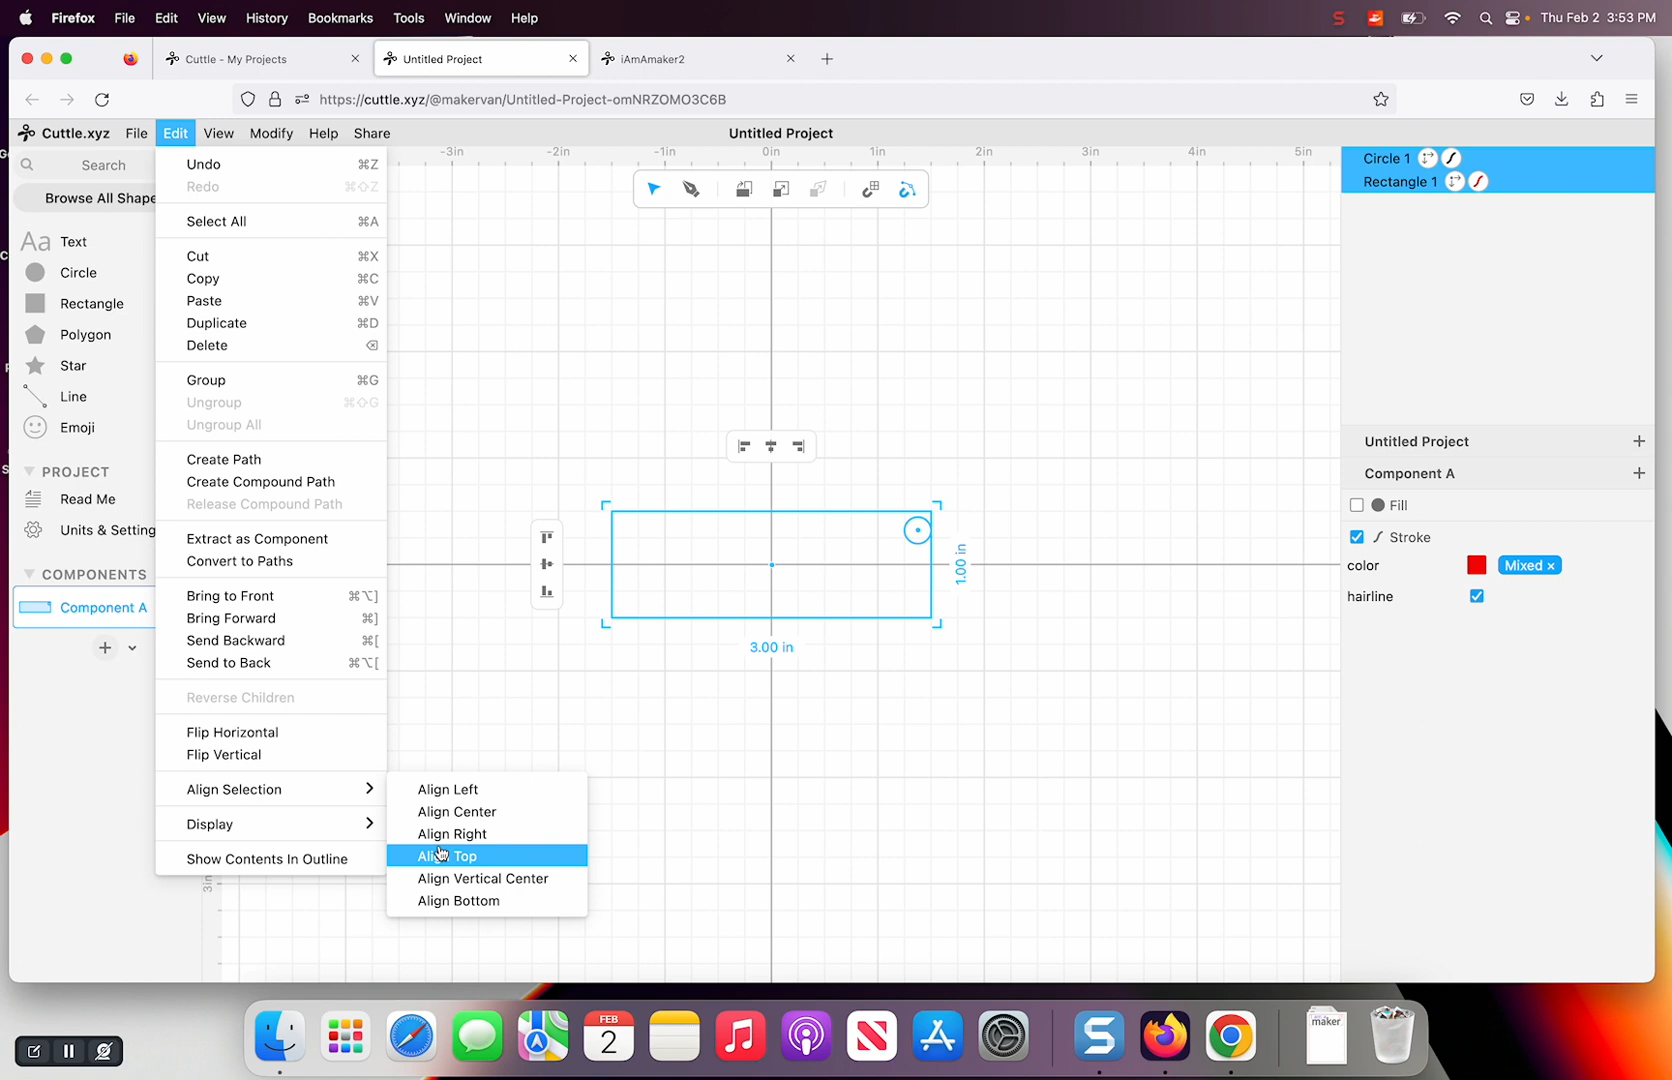 Firefox File Edit View History Bookmarks Tools Window Help
S Thu Feb 2 3:53 PM
Cuttle - My Projects
Untitled Project
iAmAmaker2
https://cuttle.xyz/@makervan/Untitled-Project-omNRZOMO3C6B
Cuttle.xyz File Edit View Modify Help Share
Untitled Project
Search
Browse All Shape
Aa Text
Circle
Rectangle
Polygon
Star
Line
Emoji
PROJECT
Read Me
Units & Setting
COMPONENTS
Component A
Undo ⌘Z
Redo ⌘⇧Z
Select All ⌘A
Cut ⌘X
Copy ⌘C
Paste ⌘V
Duplicate ⌘D
Delete ⌫
Group ⌘G
Ungroup ⌘⇧G
Ungroup All
Create Path
Create Compound Path
Release Compound Path
Extract as Component
Convert to Paths
Bring to Front ⌘⌥]
Bring Forward ⌘]
Send Backward ⌘[
Send to Back ⌘⌥[
Reverse Children
Flip Horizontal
Flip Vertical
Align Selection
Display
Show Contents In Outline
Align Left
Align Center
Align Right
Align Top
Align Vertical Center
Align Bottom
-3in -2in -1in 0in 1in 2in 3in 4in 5in
1.00 in
3.00 in
3in
Circle 1
Rectangle 1
Untitled Project
Component A
Fill
Stroke
color Mixed ×
hairline
FEB
2
S
maker